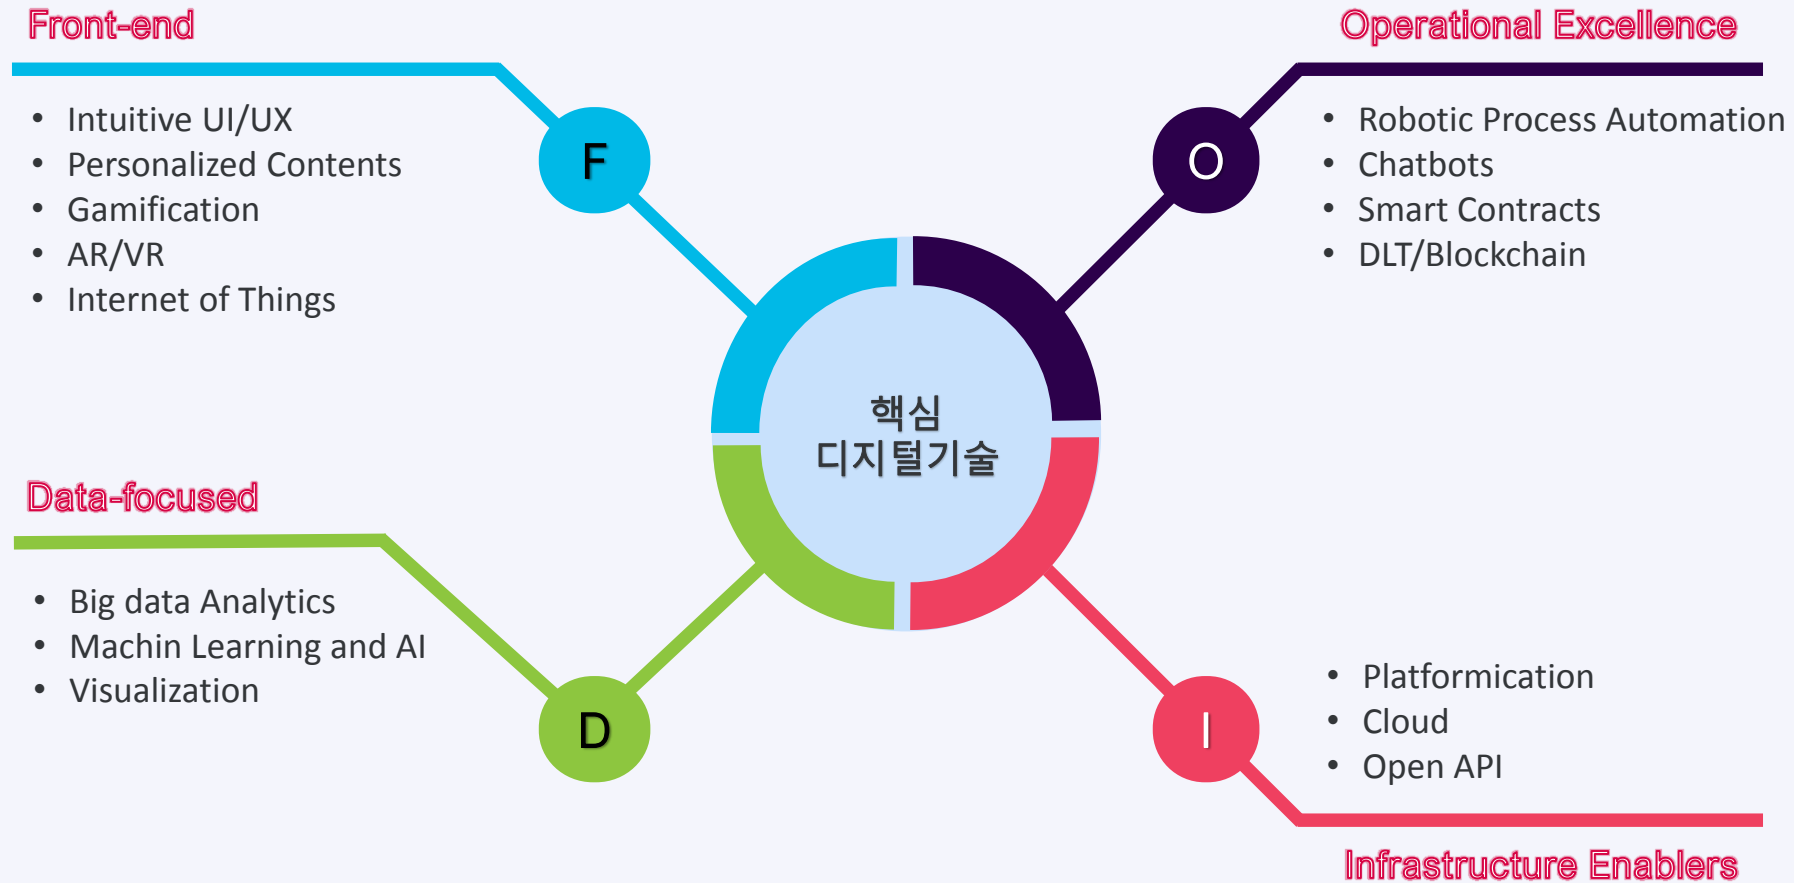 Front-end
• Intuitive UI/UX
• Personalized Contents
• Gamification
• AR/VR
• Internet of Things
F
Operational Excellence
• Robotic Process Automation
• Chatbots
• Smart Contracts
• DLT/Blockchain
O
핵심
디지털기술
Data-focused
• Big data Analytics
• Machin Learning and AI
• Visualization
D
I
• Platformication
• Cloud
• Open API
Infrastructure Enablers